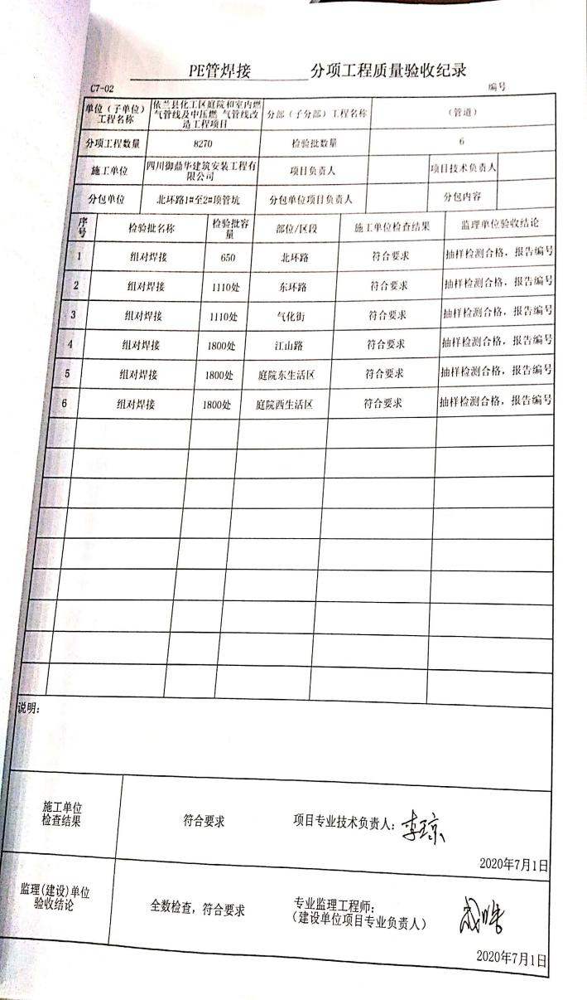 PE管焊接 分项工程质量验收纪录
C7-02 编号
单位（子单位）工程名称 依兰县化工区庭院和室内燃气管线及中压燃 气管线改造工程项目 分部（子分部）工程名称 （管道）
分项工程数量 8270 检验批数量 6
施工单位 四川御鼎华建筑安装工程有限公司 项目负责人 项目技术负责人
分包单位 北环路1#至2#顶管坑 分包单位项目负责人 分包内容
序号 检验批名称 检验批容量 部位/区段 施工单位检查结果 监理单位验收结论
1 组对焊接 650 北环路 符合要求 抽样检测合格，报告编号
2 组对焊接 1110处 东环路 符合要求 抽样检测合格，报告编号
3 组对焊接 1110处 气化街 符合要求 抽样检测合格，报告编号
4 组对焊接 1800处 江山路 符合要求 抽样检测合格，报告编号
5 组对焊接 1800处 庭院东生活区 符合要求 抽样检测合格，报告编号
6 组对焊接 1800处 庭院西生活区 符合要求 抽样检测合格，报告编号
说明：
施工单位检查结果 符合要求 项目专业技术负责人：李琼
2020年7月1日
监理(建设)单位验收结论 全数检查，符合要求 专业监理工程师：
（建设单位项目专业负责人）
2020年7月1日